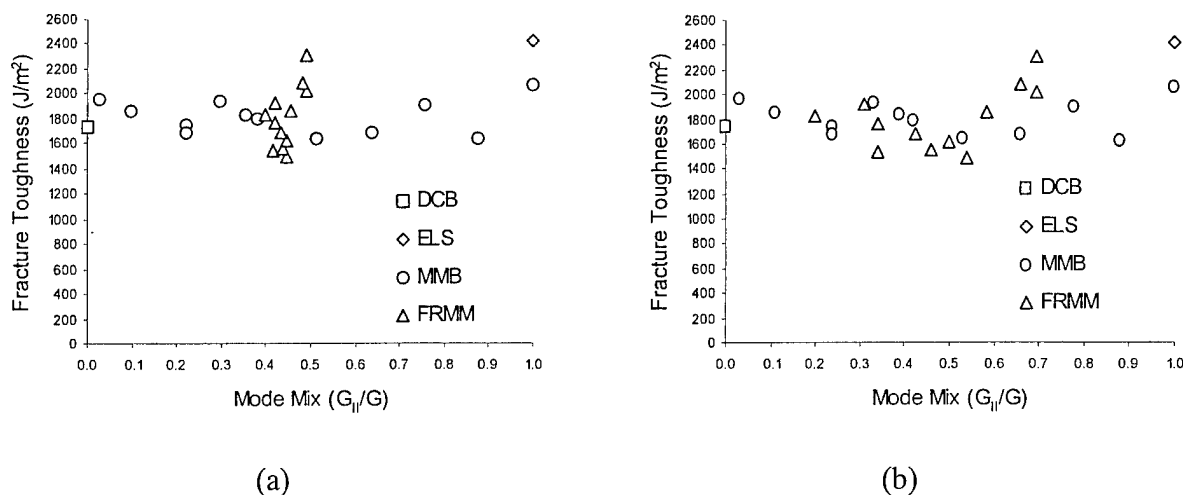 Fracture Toughness (J/m²)
2600
2400
2200
2000
1800
1600
1400
1200
1000
800
600
400
200
0
0.0 0.1 0.2 0.3 0.4 0.5 0.6 0.7 0.8 0.9 1.0
Mode Mix (G_II/G)
DCB
ELS
MMB
FRMM
(a)
Fracture Toughness (J/m²)
2600
2400
2200
2000
1800
1600
1400
1200
1000
800
600
400
200
0
0.0 0.1 0.2 0.3 0.4 0.5 0.6 0.7 0.8 0.9 1.0
Mode Mix (G_II/G)
DCB
ELS
MMB
FRMM
(b)